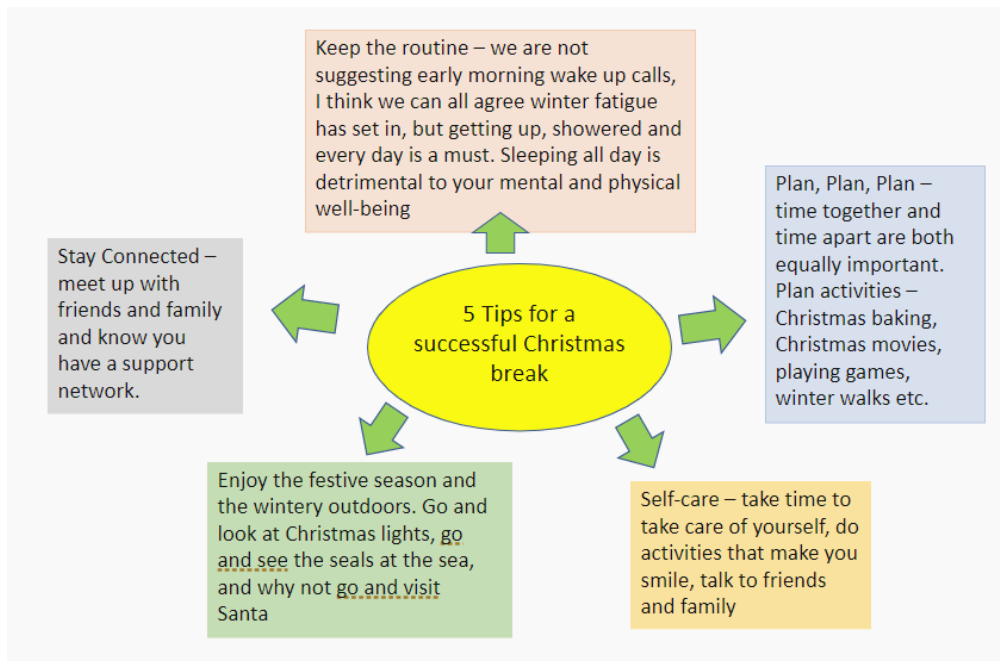 Keep the routine – we are not
suggesting early morning wake up calls,
I think we can all agree winter fatigue
has set in, but getting up, showered and
every day is a must. Sleeping all day is
detrimental to your mental and physical
well-being
Plan, Plan, Plan –
time together and
time apart are both
equally important.
Plan activities –
Christmas baking,
Christmas movies,
playing games,
winter walks etc.
Stay Connected –
meet up with
friends and family
and know you
have a support
network.
5 Tips for a
successful Christmas
break
Enjoy the festive season and
the wintery outdoors. Go and
look at Christmas lights, go
and see the seals at the sea,
and why not go and visit
Santa
Self-care – take time to
take care of yourself, do
activities that make you
smile, talk to friends
and family